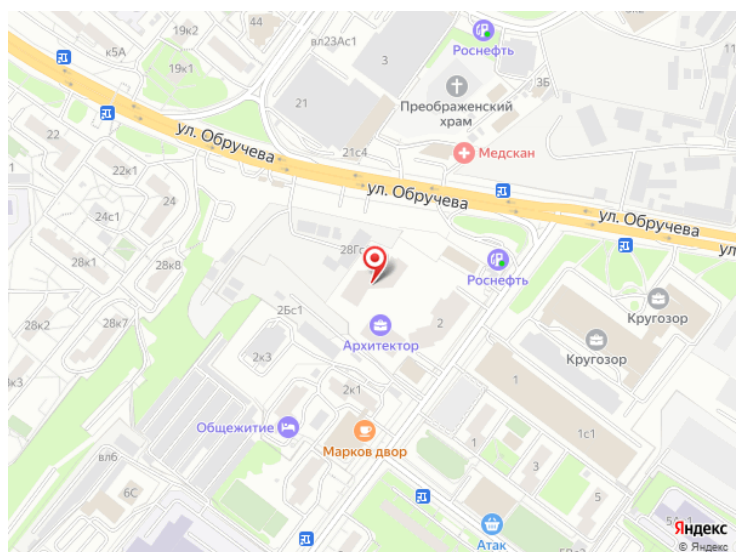 19к2
44
вл23Ас1
Роснефть
к5А
3
19к1
3Б
11
21
Преображенский
храм
22
ул. Обручева
21с4
Медскан
22к1
24
ул. Обручева
24с1
ул. Обручева
28Гс
28к1
28к8
Роснефть
2Бс1
Кругозор
28к2
28к7
2
Архитектор
Кругозор
2к3
к3
2к1
1
Общежитие
1с1
Марков двор
1
вл6
3
6С
5
Атак
Яндекс
© Яндекс